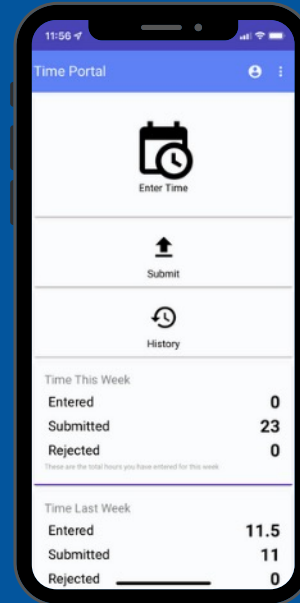 11:56
Time Portal
Enter Time
Submit
History
Time This Week
Entered 0
Submitted 23
Rejected 0
These are the total hours you have entered for this week
Time Last Week
Entered 11.5
Submitted 11
Rejected 0